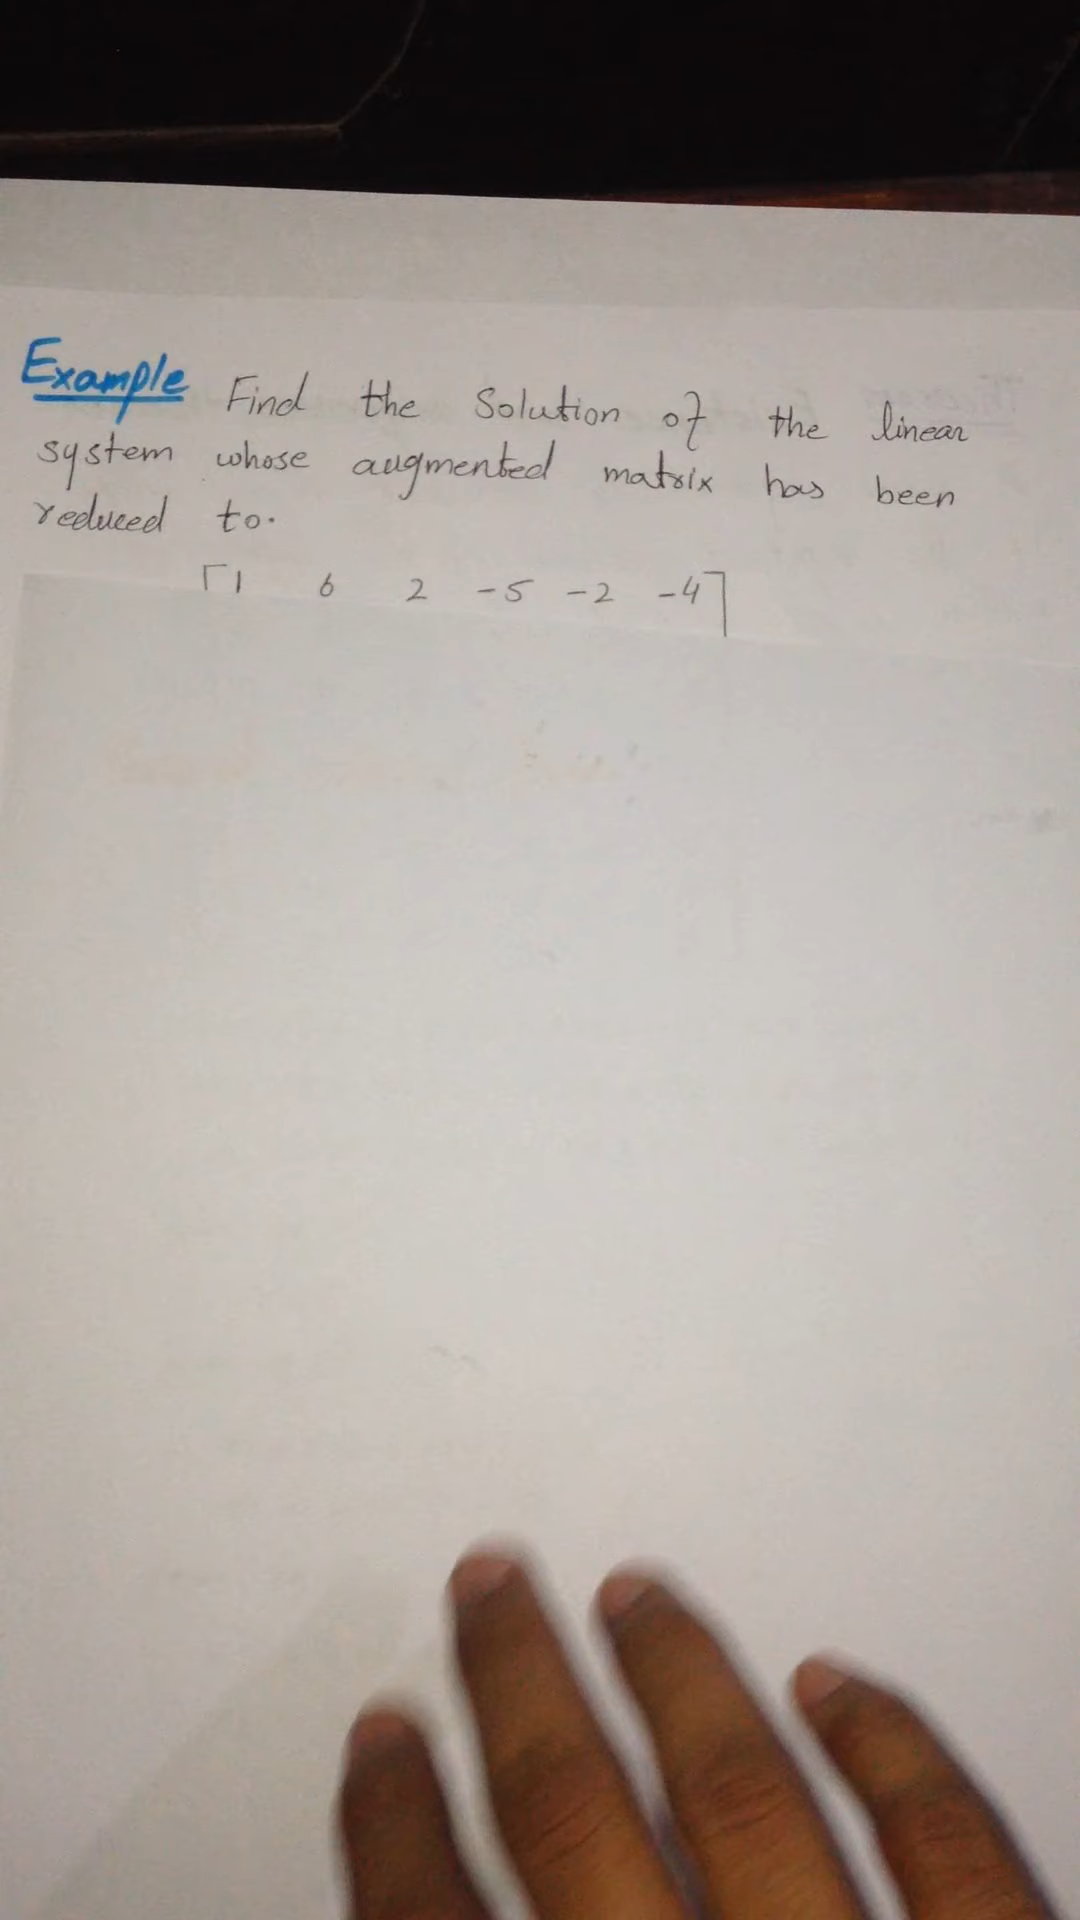 Example Find the Solution of the linear
system whose augmented matrix has been
reduced to.
1 6 2 -5 -2 -4